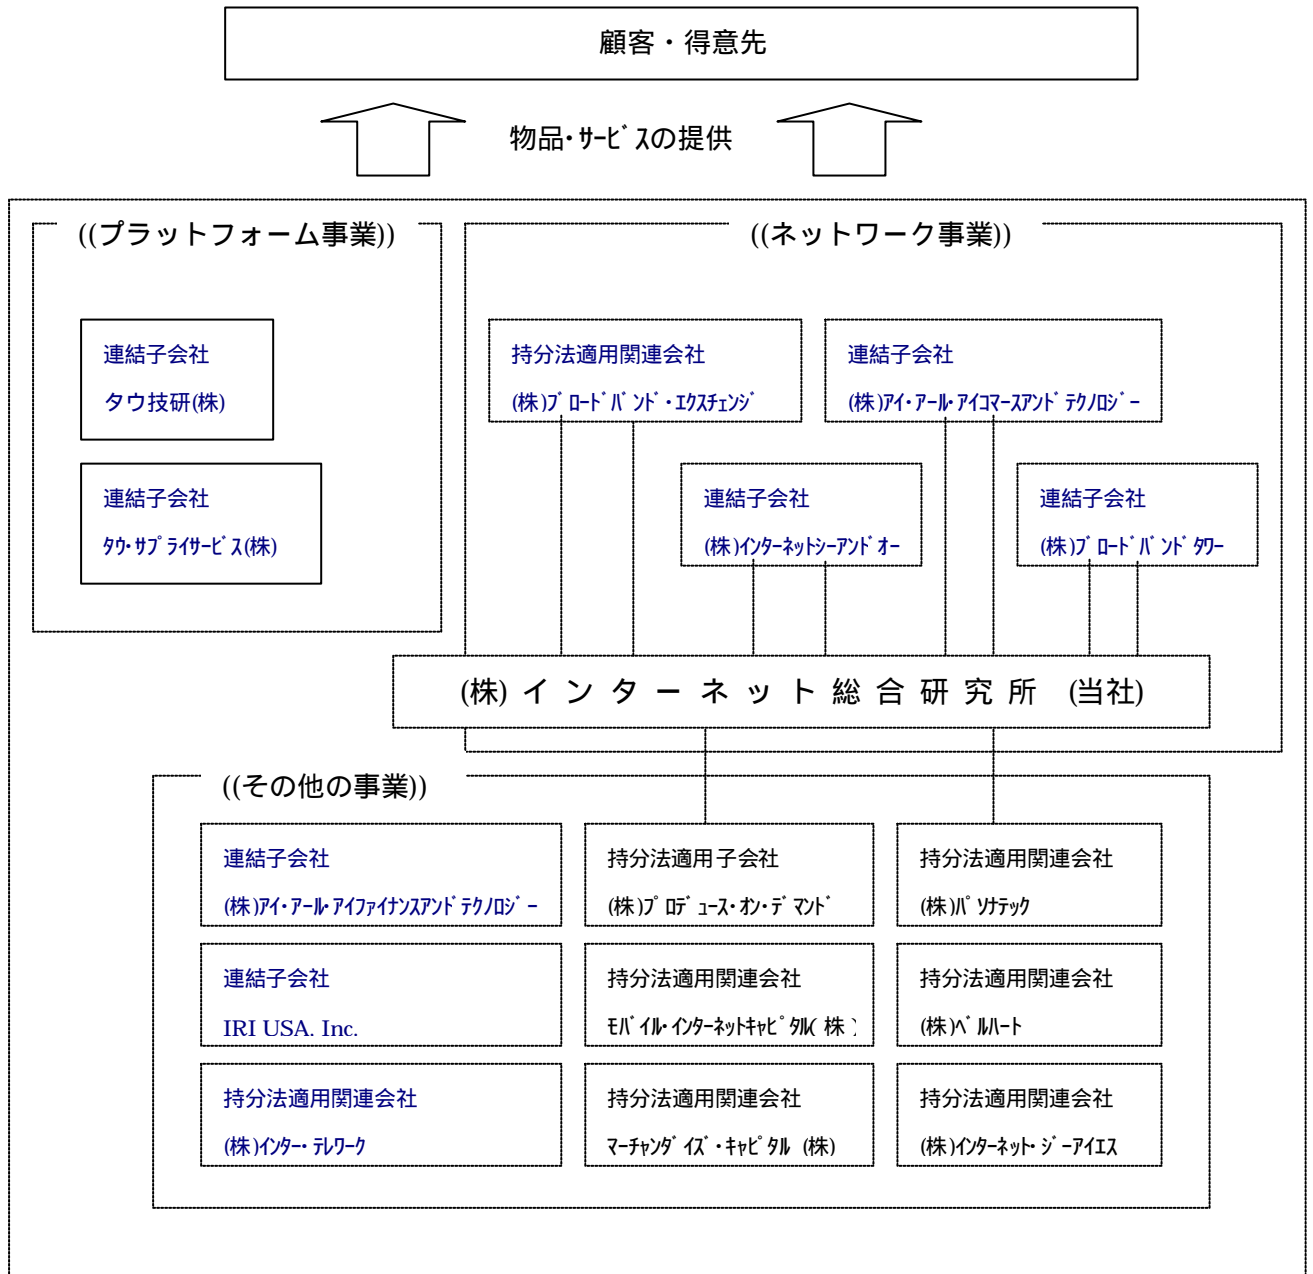 顧客・得意先
物品・ｻｰﾋﾞｽの提供
((プラットフォーム事業))
((ネットワーク事業))
連結子会社
タウ技研(株)
持分法適用関連会社
(株)ﾌﾞﾛｰﾄﾞﾊﾞﾝﾄﾞ・ｴｸｽﾁｪﾝｼﾞ
連結子会社
(株)ｱｲ・ｱｰﾙ・ｱｲｺﾏｰｽｱﾝﾄﾞﾃｸﾉﾛｼﾞｰ
連結子会社
ﾀｳ・ｻﾌﾟﾗｲｻｰﾋﾞｽ(株)
連結子会社
(株)ｲﾝﾀｰﾈｯﾄｼｰｱﾝﾄﾞｵｰ
連結子会社
(株)ﾌﾞﾛｰﾄﾞﾊﾞﾝﾄﾞﾀﾜｰ
(株)インターネット総合研究所 (当社)
((その他の事業))
連結子会社
(株)ｱｲ・ｱｰﾙ・ｱｲﾌｧｲﾅﾝｽｱﾝﾄﾞﾃｸﾉﾛｼﾞｰ
持分法適用子会社
(株)ﾌﾟﾛﾃﾞｭｰｽ・ｵﾝ・ﾃﾞﾏﾝﾄﾞ
持分法適用関連会社
(株)ﾊﾟｿﾅﾃｯｸ
連結子会社
IRI USA. Inc.
持分法適用関連会社
ﾓﾊﾞｲﾙ・ｲﾝﾀｰﾈｯﾄｷｬﾋﾟﾀﾙ(株)
持分法適用関連会社
(株)ﾍﾞﾙﾊｰﾄ
持分法適用関連会社
(株)ｲﾝﾀｰ・ﾃﾚﾜｰｸ
持分法適用関連会社
ﾏｰﾁｬﾝﾀﾞｲｽﾞ・ｷｬﾋﾟﾀﾙ (株)
持分法適用関連会社
(株)ｲﾝﾀｰﾈｯﾄ・ｼﾞｰｱｲｴｽ